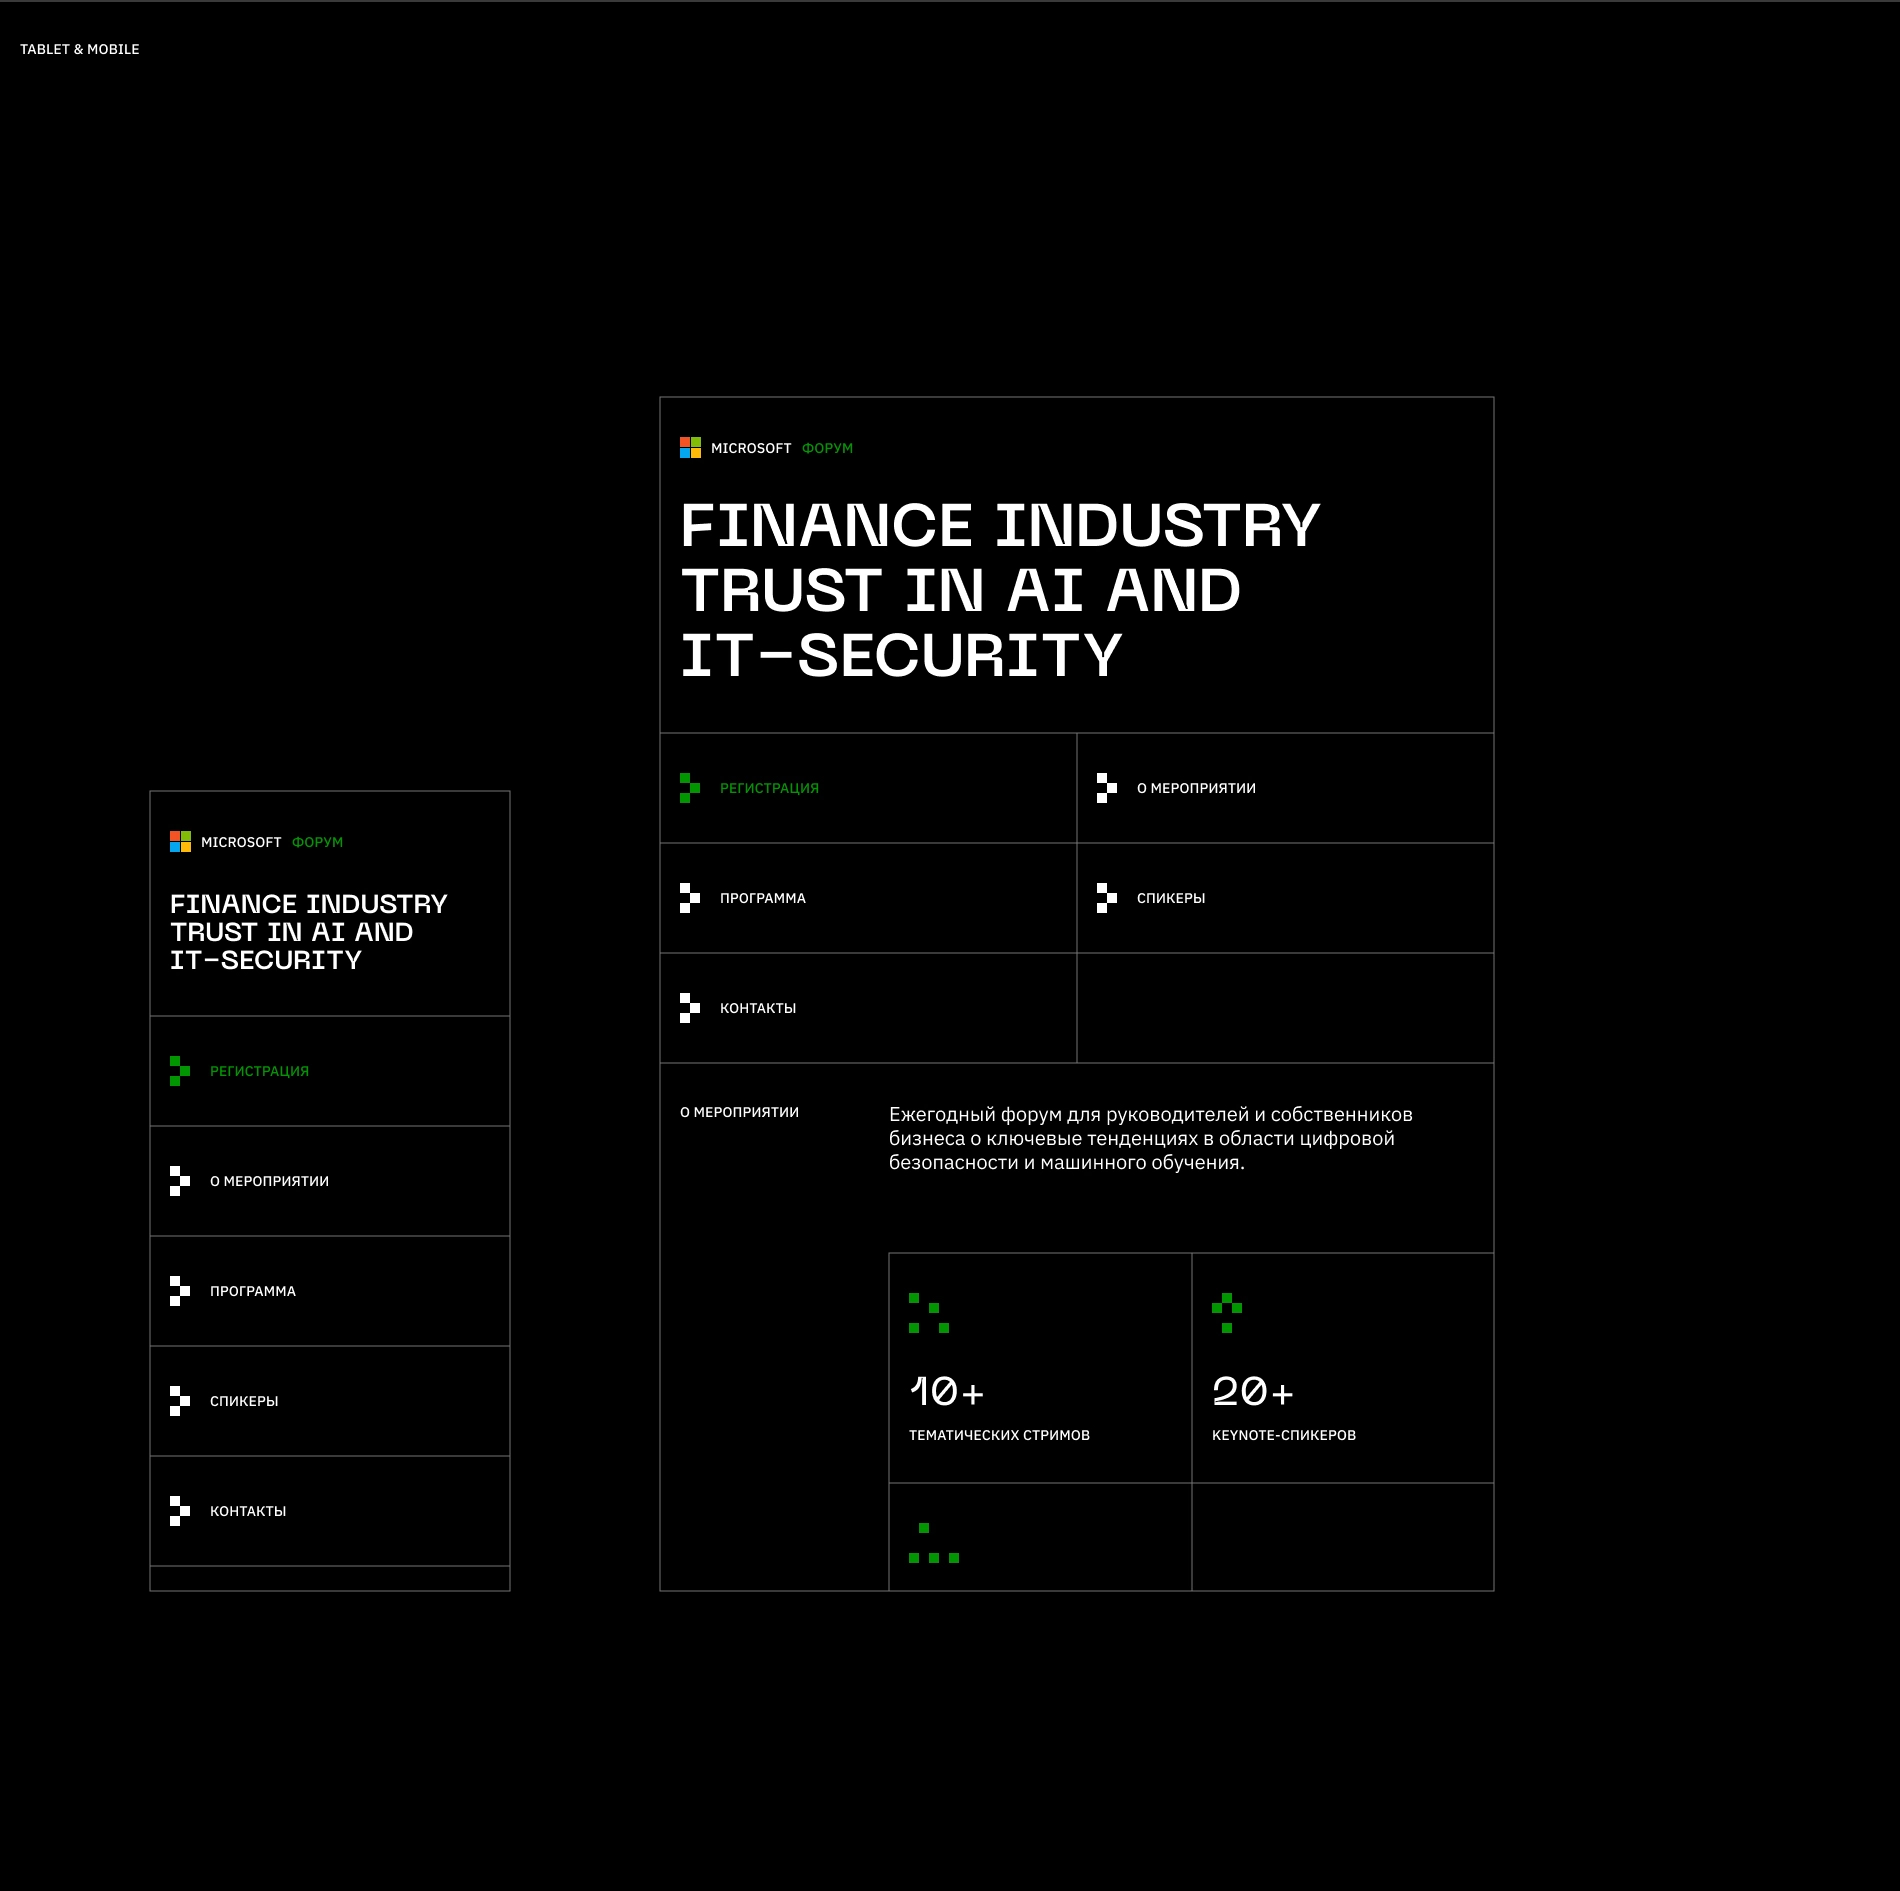 TABLET & MOBILE
MICROSOFT ФОРУМ
FINANCE INDUSTRY
TRUST IN AI AND
IT-SECURITY
РЕГИСТРАЦИЯ
О МЕРОПРИЯТИИ
ПРОГРАММА
СПИКЕРЫ
КОНТАКТЫ
MICROSOFT ФОРУМ
FINANCE INDUSTRY
TRUST IN AI AND
IT-SECURITY
РЕГИСТРАЦИЯ
О МЕРОПРИЯТИИ
ПРОГРАММА
СПИКЕРЫ
КОНТАКТЫ
О МЕРОПРИЯТИИ
Ежегодный форум для руководителей и собственников
бизнеса о ключевые тенденциях в области цифровой
безопасности и машинного обучения.
10+
ТЕМАТИЧЕСКИХ СТРИМОВ
20+
KEYNOTE-СПИКЕРОВ